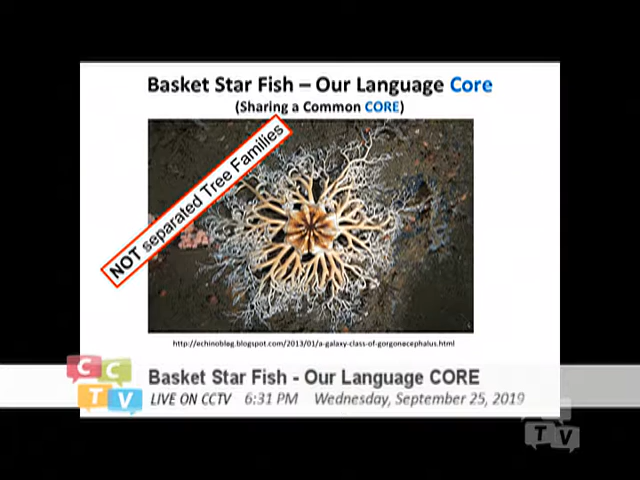 Basket Star Fish – Our Language Core
(Sharing a Common CORE)
NOT separated Tree Families
http://echinoblog.blogspot.com/2013/01/a-galaxy-class-of-gorgonocephalus.html
CC
TV
Basket Star Fish - Our Language CORE
LIVE ON CCTV 6:31 PM Wednesday, September 25, 2019
TV